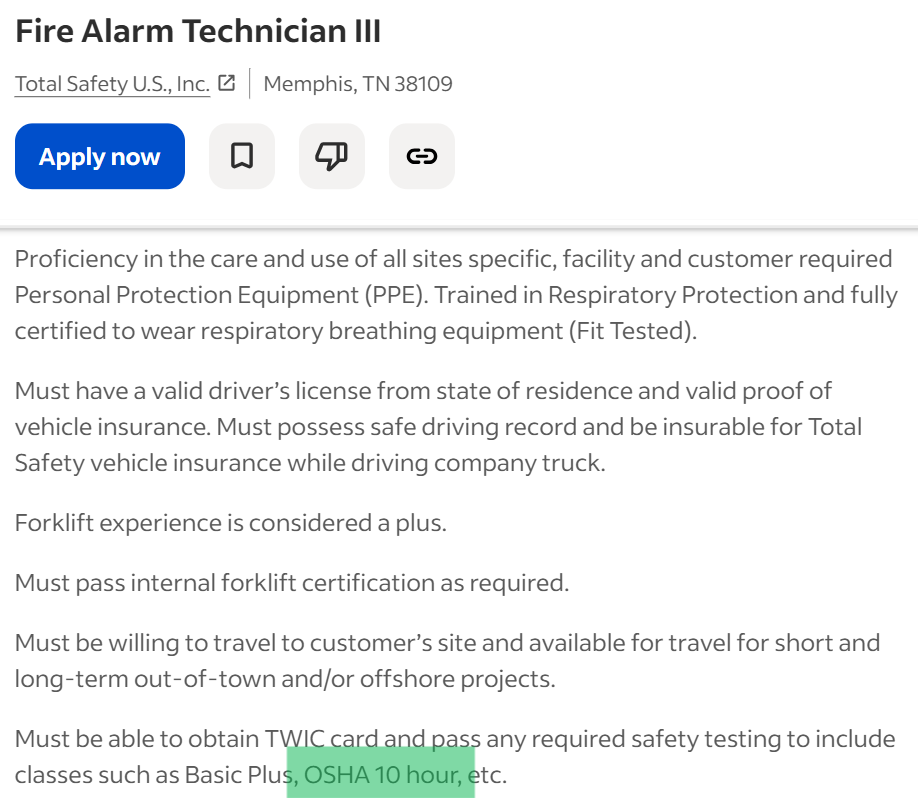 Fire Alarm Technician III
Total Safety U.S., Inc. Memphis, TN 38109
Apply now
Proficiency in the care and use of all sites specific, facility and customer required
Personal Protection Equipment (PPE). Trained in Respiratory Protection and fully
certified to wear respiratory breathing equipment (Fit Tested).
Must have a valid driver’s license from state of residence and valid proof of
vehicle insurance. Must possess safe driving record and be insurable for Total
Safety vehicle insurance while driving company truck.
Forklift experience is considered a plus.
Must pass internal forklift certification as required.
Must be willing to travel to customer’s site and available for travel for short and
long-term out-of-town and/or offshore projects.
Must be able to obtain TWIC card and pass any required safety testing to include
classes such as Basic Plus, OSHA 10 hour, etc.